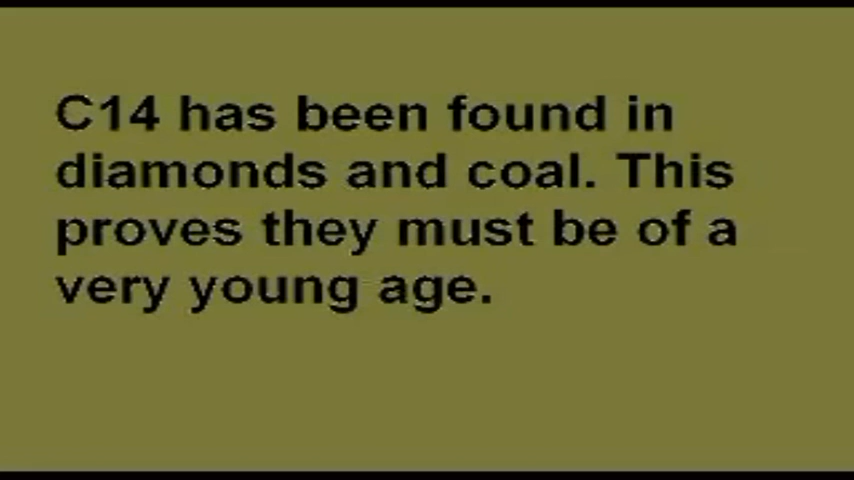 C14 has been found in
diamonds and coal. This
proves they must be of a
very young age.